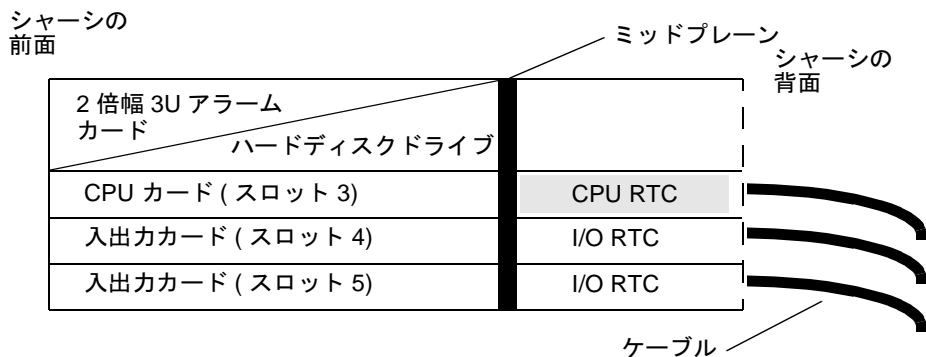 シャーシの
前面
ミッドプレーン
シャーシの
背面
2 倍幅 3U アラーム
カード
ハードディスクドライブ
CPU カード ( スロット 3)
CPU RTC
入出力カード ( スロット 4)
I/O RTC
入出力カード ( スロット 5)
I/O RTC
ケーブル